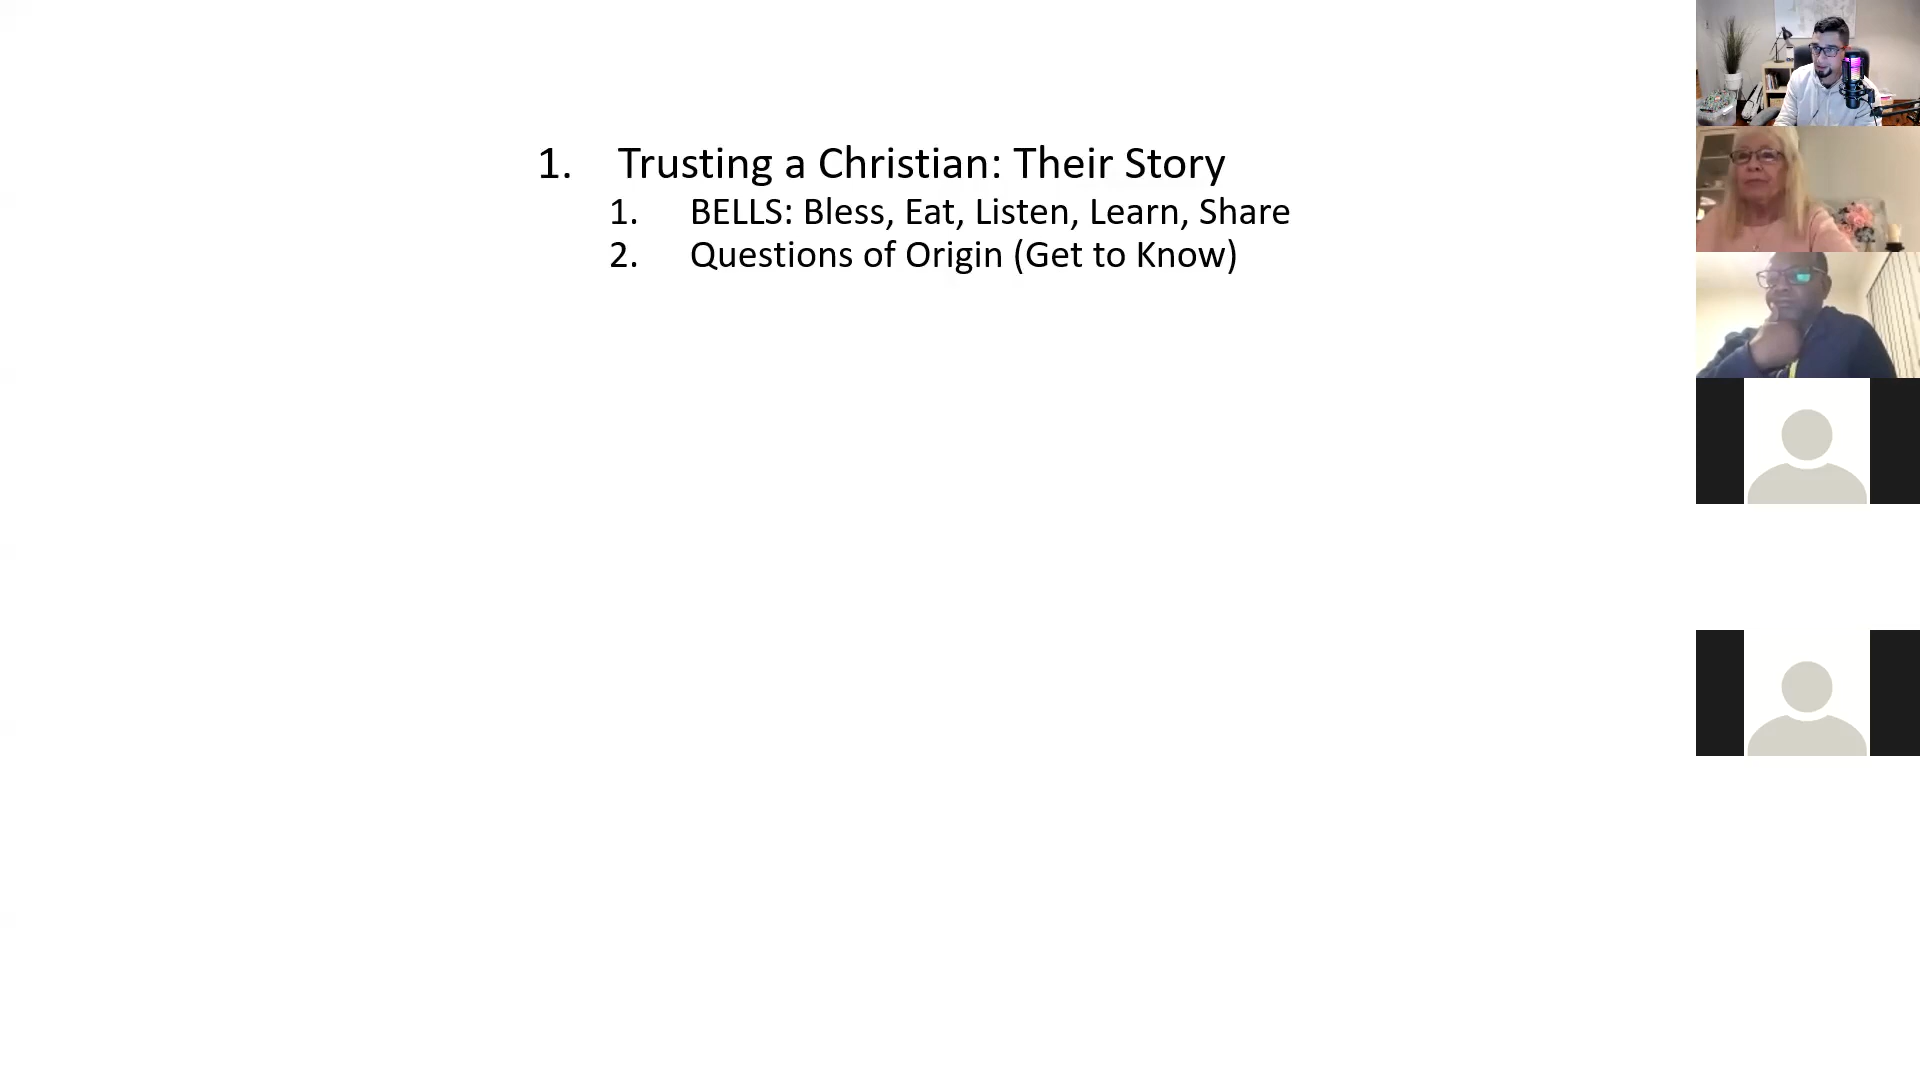 1. Trusting a Christian: Their Story
1. BELLS: Bless, Eat, Listen, Learn, Share
2. Questions of Origin (Get to Know)